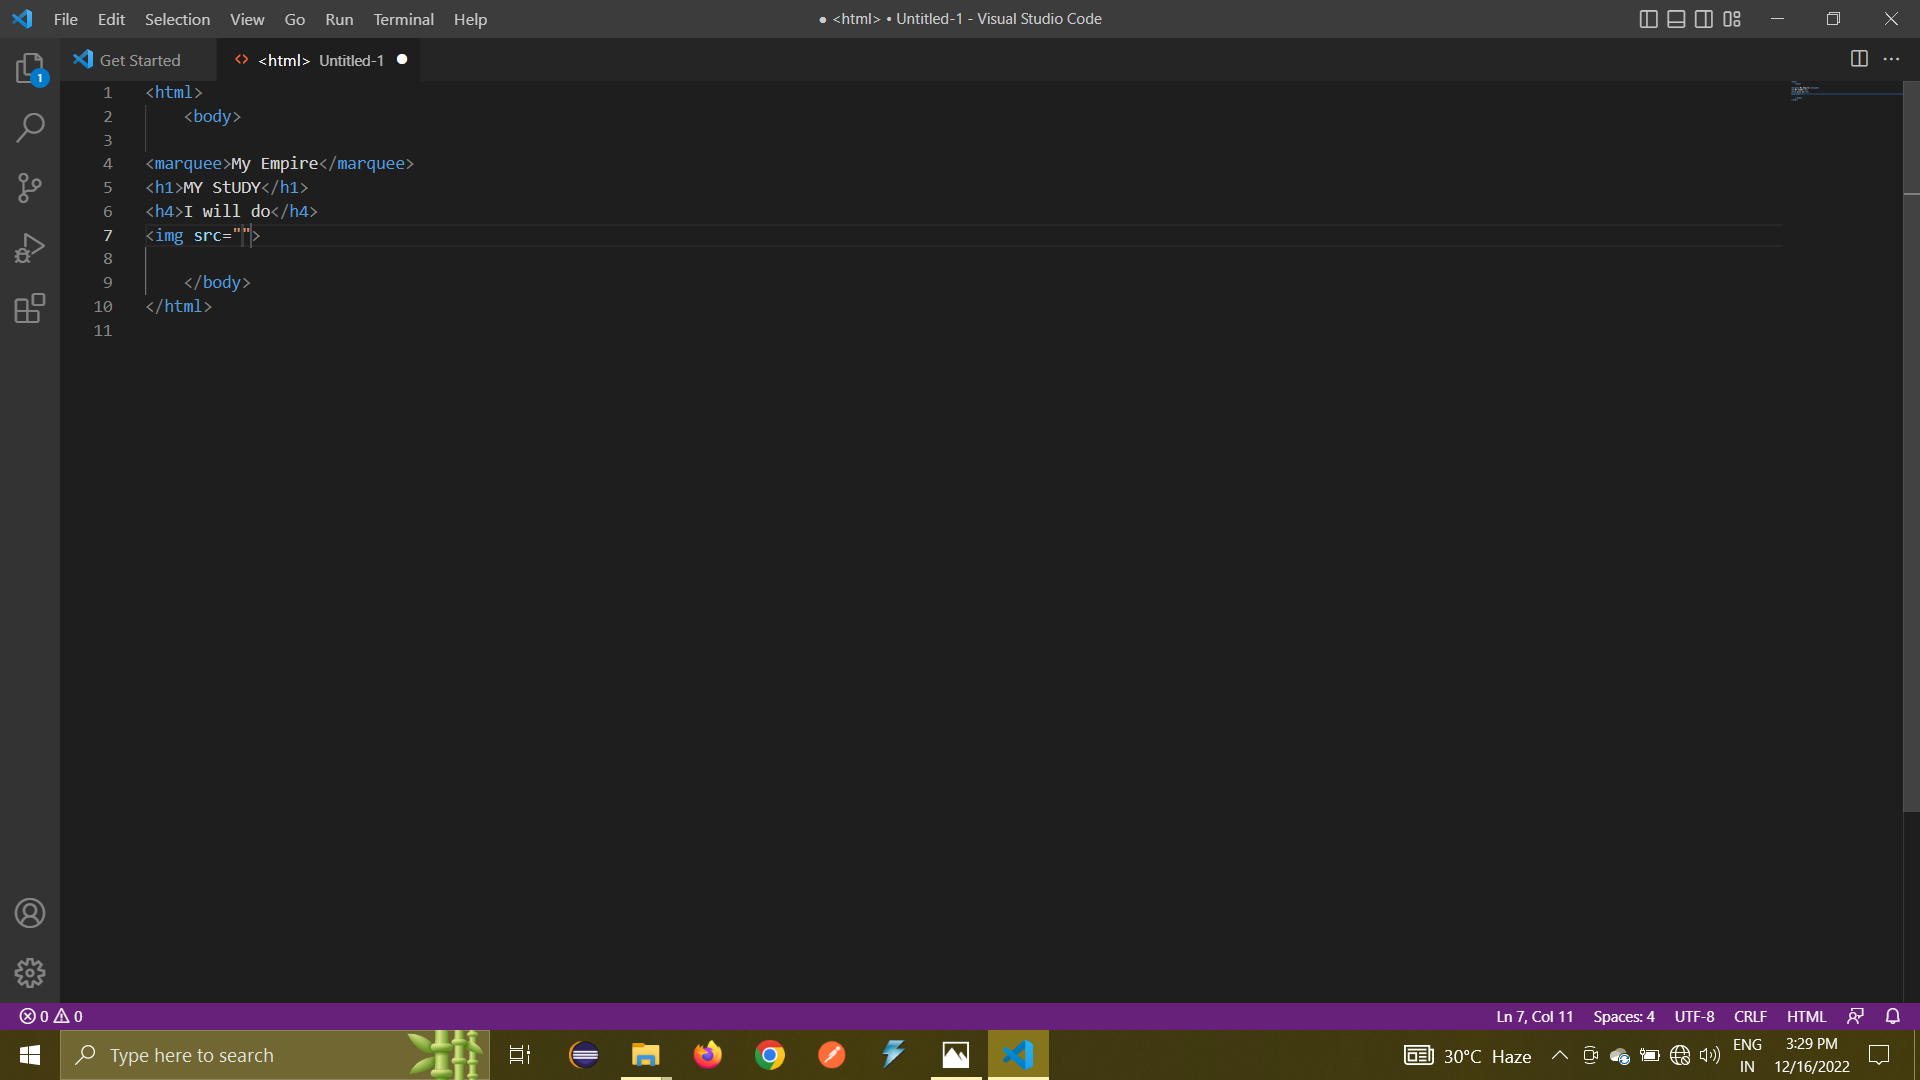 File Edit Selection View Go Run Terminal Help
● <html> • Untitled-1 - Visual Studio Code
Get Started
<> <html> Untitled-1 ●
1 <html>
2 <body>
3
4 <marquee>My Empire</marquee>
5 <h1>MY StUDY</h1>
6 <h4>I will do</h4>
7 <img src="">
8
9 </body>
10 </html>
11
1
0 0
Ln 7, Col 11 Spaces: 4 UTF-8 CRLF HTML
Type here to search
30°C Haze
ENG
IN
3:29 PM
12/16/2022